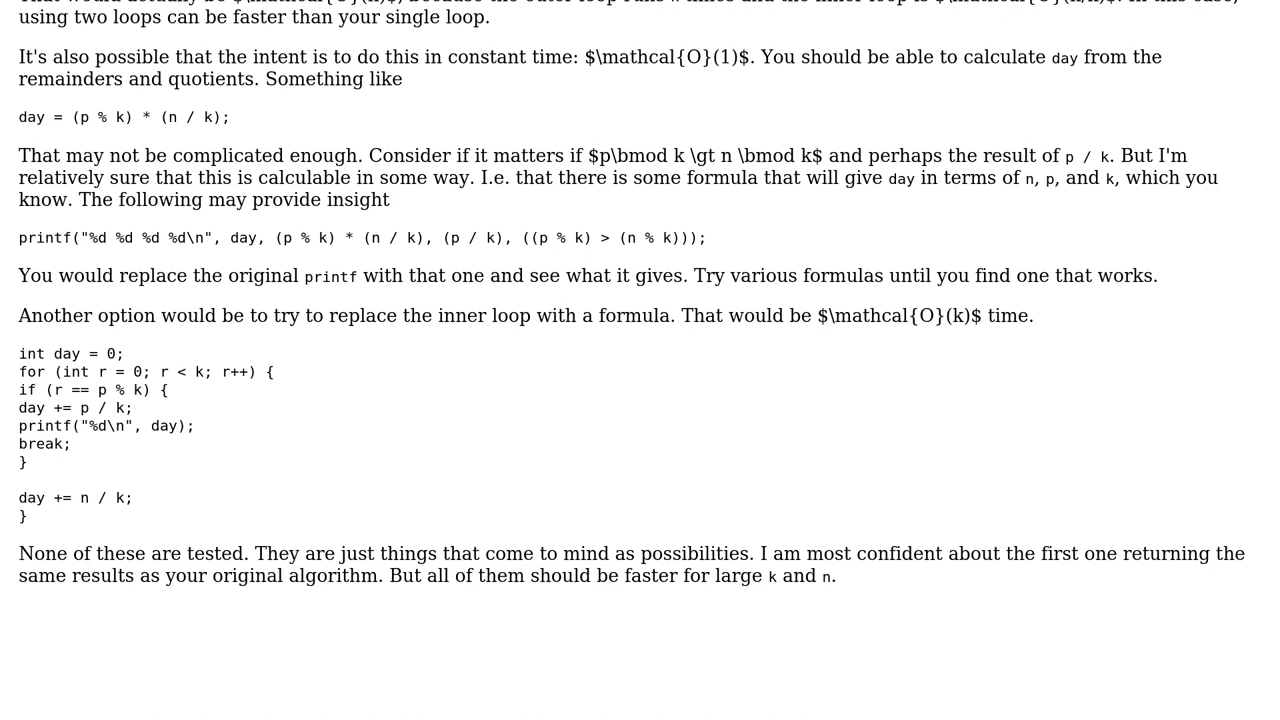 using two loops can be faster than your single loop.
It's also possible that the intent is to do this in constant time: $\mathcal{O}(1)$. You should be able to calculate day from the
remainders and quotients. Something like
day = (p % k) * (n / k);
That may not be complicated enough. Consider if it matters if $p\bmod k \gt n \bmod k$ and perhaps the result of p / k. But I'm
relatively sure that this is calculable in some way. I.e. that there is some formula that will give day in terms of n, p, and k, which you
know. The following may provide insight
printf("%d %d %d %d\n", day, (p % k) * (n / k), (p / k), ((p % k) > (n % k)));
You would replace the original printf with that one and see what it gives. Try various formulas until you find one that works.
Another option would be to try to replace the inner loop with a formula. That would be $\mathcal{O}(k)$ time.
int day = 0;
for (int r = 0; r < k; r++) {
if (r == p % k) {
day += p / k;
printf("%d\n", day);
break;
}
day += n / k;
}
None of these are tested. They are just things that come to mind as possibilities. I am most confident about the first one returning the
same results as your original algorithm. But all of them should be faster for large k and n.